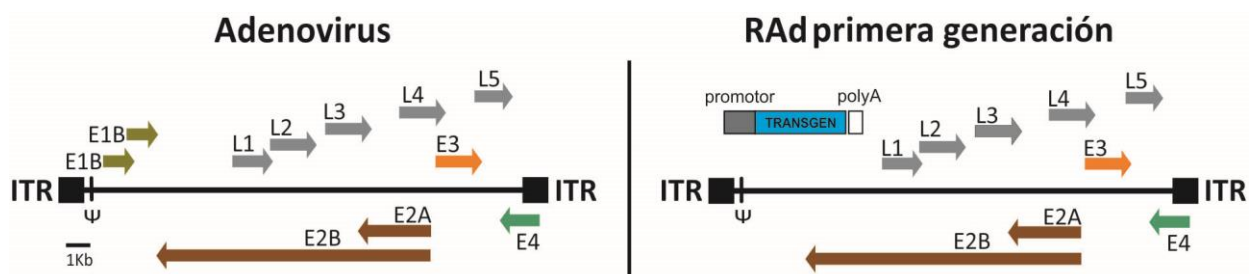 Adenovirus
L5
L4
L3
L2
L1
E1B
E1B
E3
ITR
ITR
Ψ
E2A
E2B
E4
1Kb
RAd primera generación
L5
L4
L3
L2
L1
promotor
polyA
TRANSGEN
E3
ITR
ITR
Ψ
E2A
E2B
E4